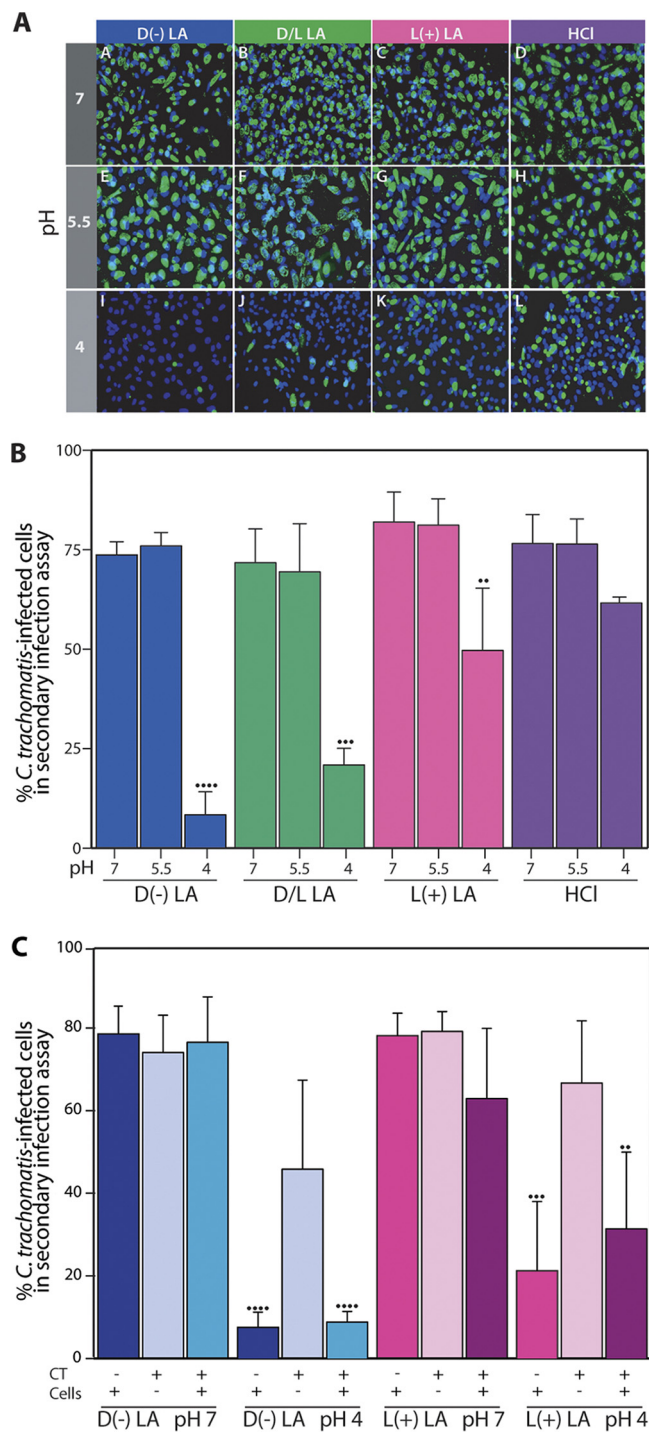 A
D(-) LA D/L LA L(+) LA HCl
A B C D
7
E F G H
pH 5.5
I J K L
4
B
% C. trachomatis-infected cells
in secondary infection assay
100
75
50
25
0
•••• ••• ••
pH 7 5.5 4 7 5.5 4 7 5.5 4 7 5.5 4
D(-) LA D/L LA L(+) LA HCl
C
% C. trachomatis-infected cells
in secondary infection assay
100
80
60
40
20
0
•••• •••• ••• ••
CT - + + - + + - + + - + +
Cells + - + + - + + - + + - +
D(-) LA pH 7 D(-) LA pH 4 L(+) LA pH 7 L(+) LA pH 4